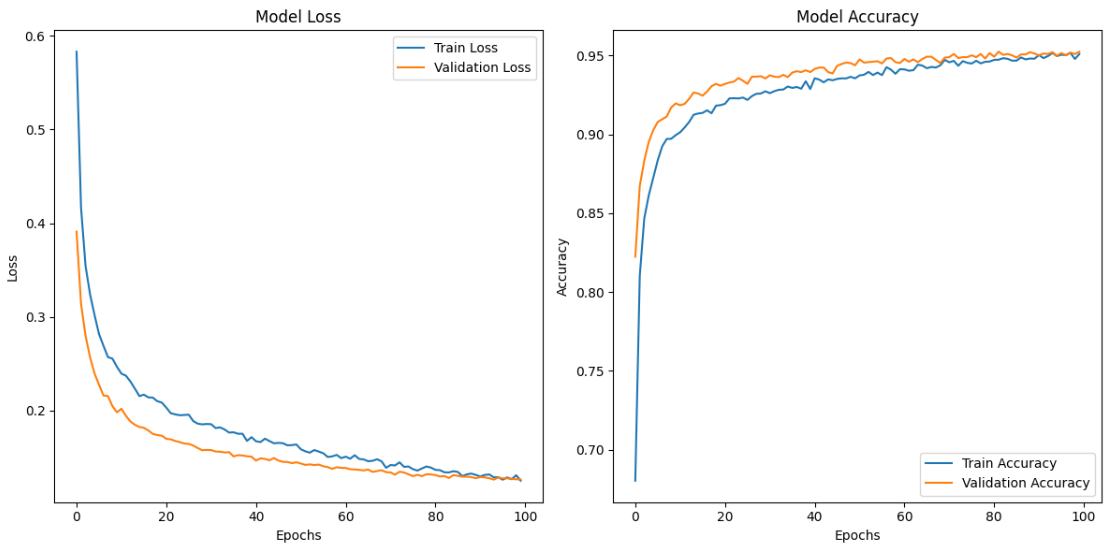 Model Loss
0.6
0.5
0.4
0.3
0.2
Loss
0 20 40 60 80 100
Epochs
Train Loss
Validation Loss
Model Accuracy
0.95
0.90
0.85
0.80
0.75
0.70
Accuracy
0 20 40 60 80 100
Epochs
Train Accuracy
Validation Accuracy